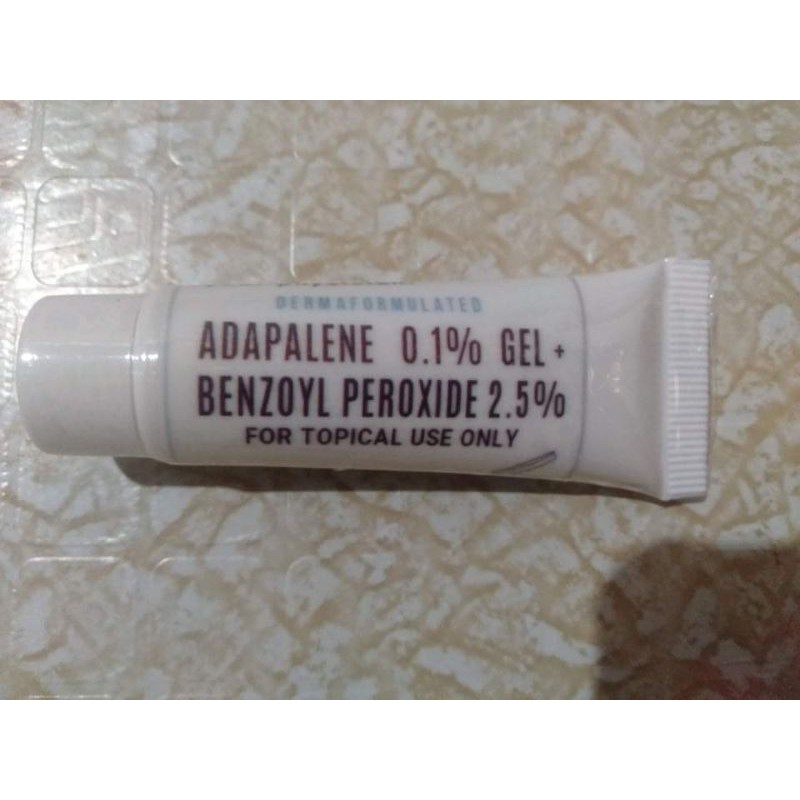 DERMAFORMULATED
ADAPALENE 0.1% GEL +
BENZOYL PEROXIDE 2.5%
FOR TOPICAL USE ONLY